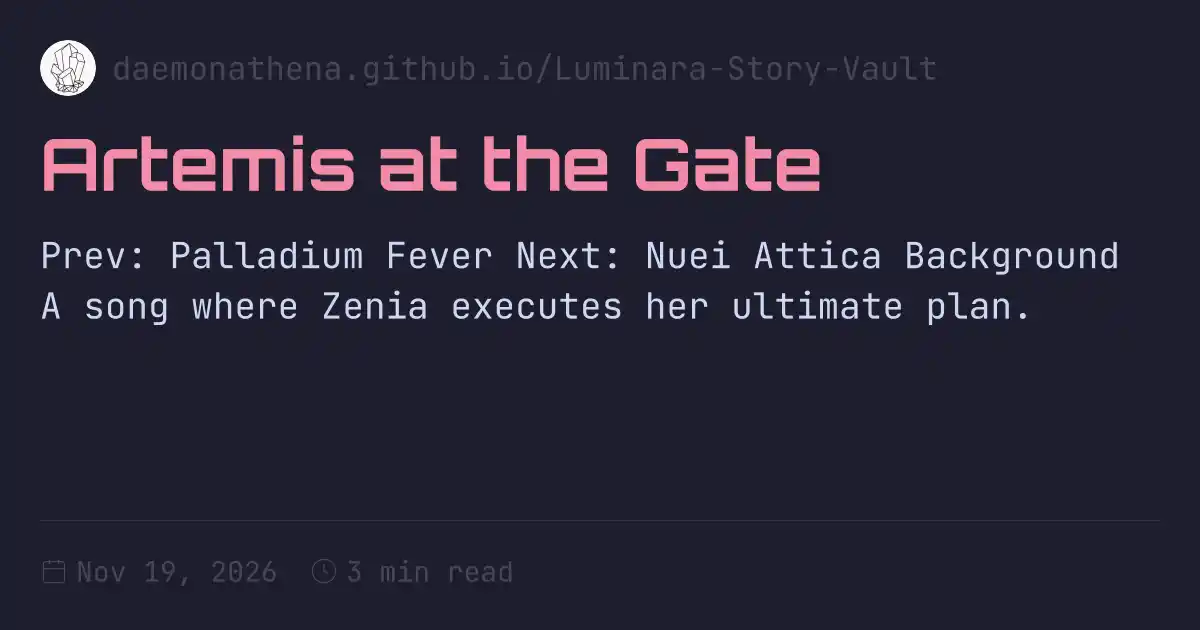 daemonathena.github.io/Luminara-Story-Vault
Artemis at the Gate
Prev: Palladium Fever Next: Nuei Attica Background
A song where Zenia executes her ultimate plan.
Nov 19, 2026 3 min read